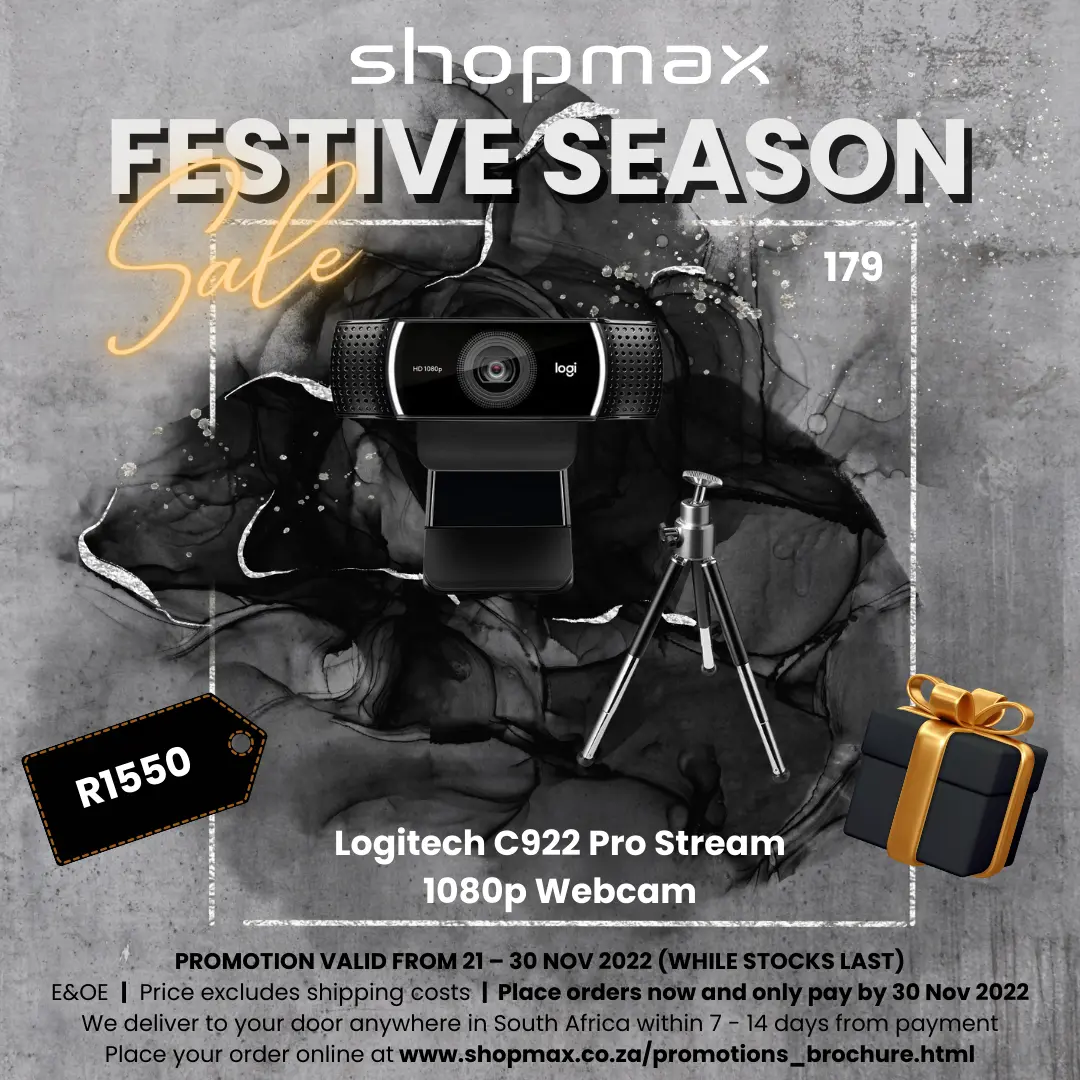 shopmax
FESTIVE SEASON
Sale
179
HD 1080p
logi
R1550
Logitech C922 Pro Stream
1080p Webcam
PROMOTION VALID FROM 21 – 30 NOV 2022 (WHILE STOCKS LAST)
E&OE | Price excludes shipping costs | Place orders now and only pay by 30 Nov 2022
We deliver to your door anywhere in South Africa within 7 - 14 days from payment
Place your order online at www.shopmax.co.za/promotions_brochure.html